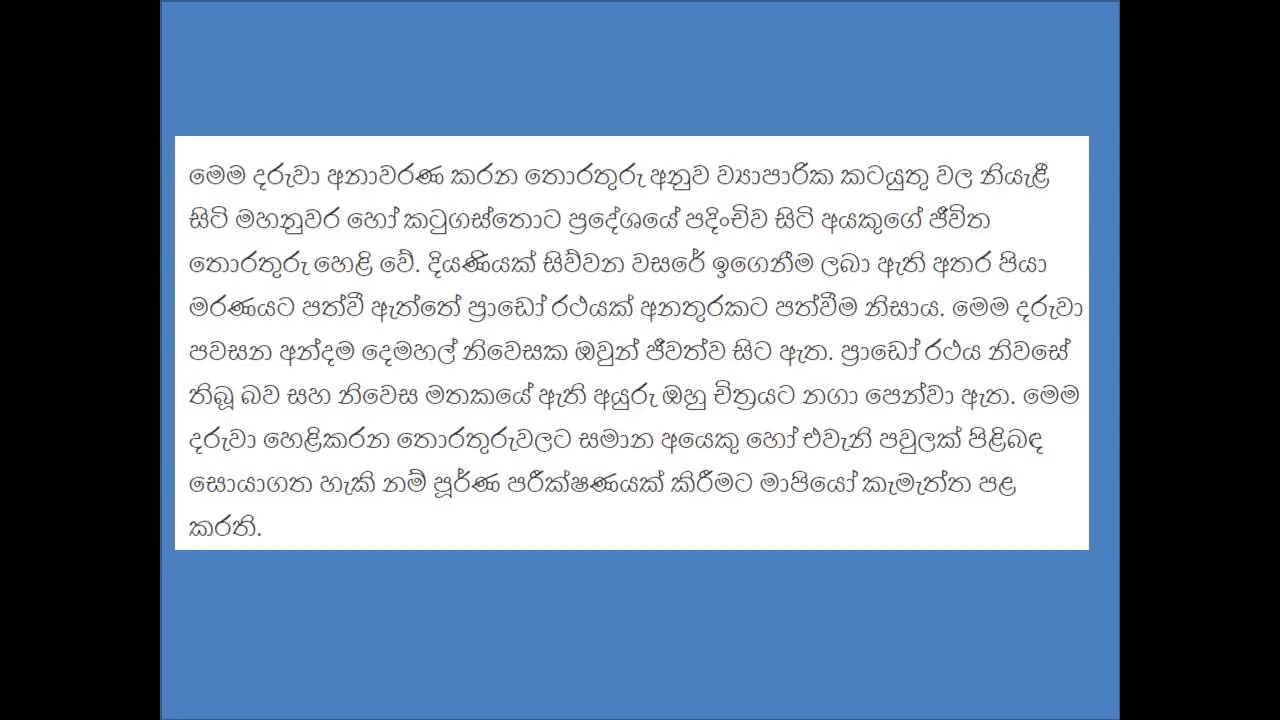 මෙම දරුවා අනාවරණ කරන තොරතුරු අනුව ව්‍යාපාරික කටයුතු වල නියැළී
සිටි මහනුවර හෝ කටුගස්තොට ප්‍රදේශයේ පදිංචිව සිටි අයකුගේ ජීවිත
තොරතුරු හෙළි වේ. දියණියක් සිව්වන වසරේ ඉගෙනීම ලබා ඇති අතර පියා
මරණයට පත්වී ඇත්තේ ප්‍රාඩෝ රථයක් අනතුරකට පත්වීම නිසාය. මෙම දරුවා
පවසන අන්දම දෙමහල් නිවෙසක ඔවුන් ජීවත්ව සිට ඇත. ප්‍රාඩෝ රථය නිවසේ
තිබූ බව සහ නිවෙස මතකයේ ඇති අයුරු ඔහු චිත්‍රයට නගා පෙන්වා ඇත. මෙම
දරුවා හෙළිකරන තොරතුරුවලට සමාන අයෙකු හෝ එවැනි පවුලක් පිළිබඳ
සොයාගත හැකි නම් පූර්ණ පරීක්ෂණයක් කිරීමට මාපියෝ කැමැත්ත පළ
කරති.